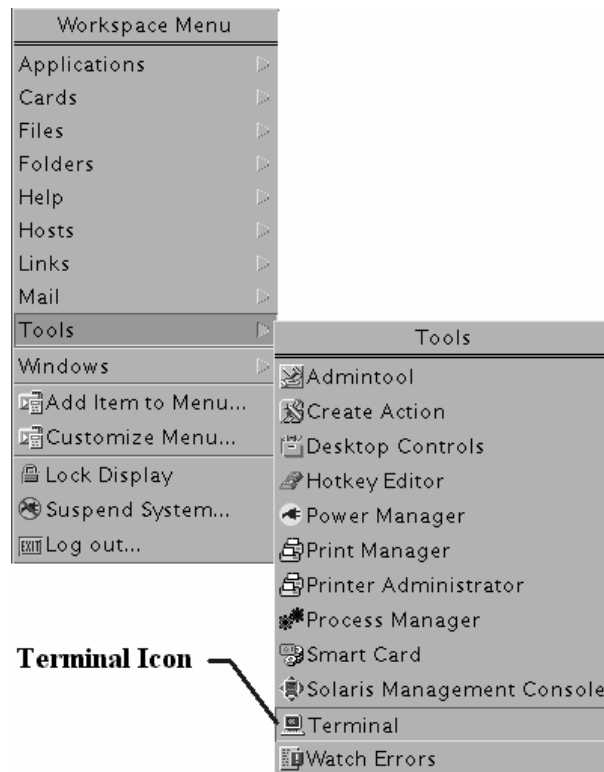 Workspace Menu
Applications
Cards
Files
Folders
Help
Hosts
Links
Mail
Tools
Windows
Add Item to Menu...
Customize Menu...
Lock Display
Suspend System...
EXIT Log out...
Tools
Admintool
Create Action
Desktop Controls
Hotkey Editor
Power Manager
Print Manager
Printer Administrator
Process Manager
Smart Card
Solaris Management Console
Terminal
Watch Errors
Terminal Icon